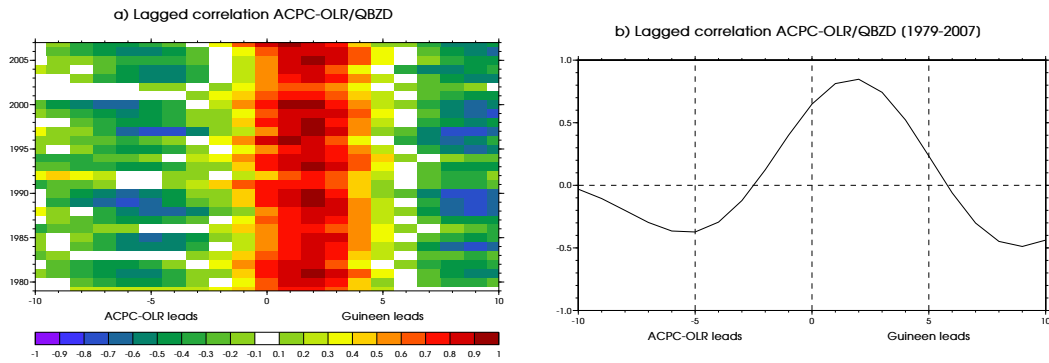 a) Lagged correlation ACPC-OLR/QBZD
2005
2000
1995
1990
1985
1980
-10 -5 0 5 10
ACPC-OLR leads Guineen leads
-1 -0.9 -0.8 -0.7 -0.6 -0.5 -0.4 -0.3 -0.2 -0.1 0.1 0.2 0.3 0.4 0.5 0.6 0.7 0.8 0.9 1
b) Lagged correlation ACPC-OLR/QBZD [1979-2007]
1.0
0.5
0.0
-0.5
-1.0
-10 -5 0 5 10
ACPC-OLR leads Guineen leads